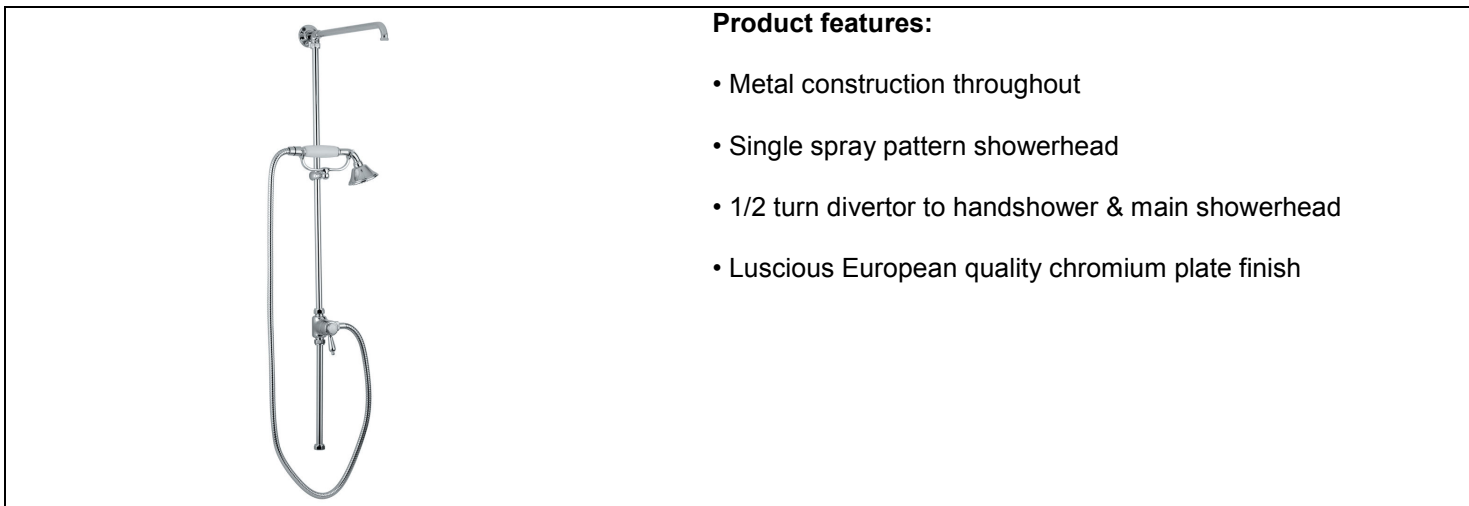 Product features:
• Metal construction throughout
• Single spray pattern showerhead
• 1/2 turn divertor to handshower & main showerhead
• Luscious European quality chromium plate finish